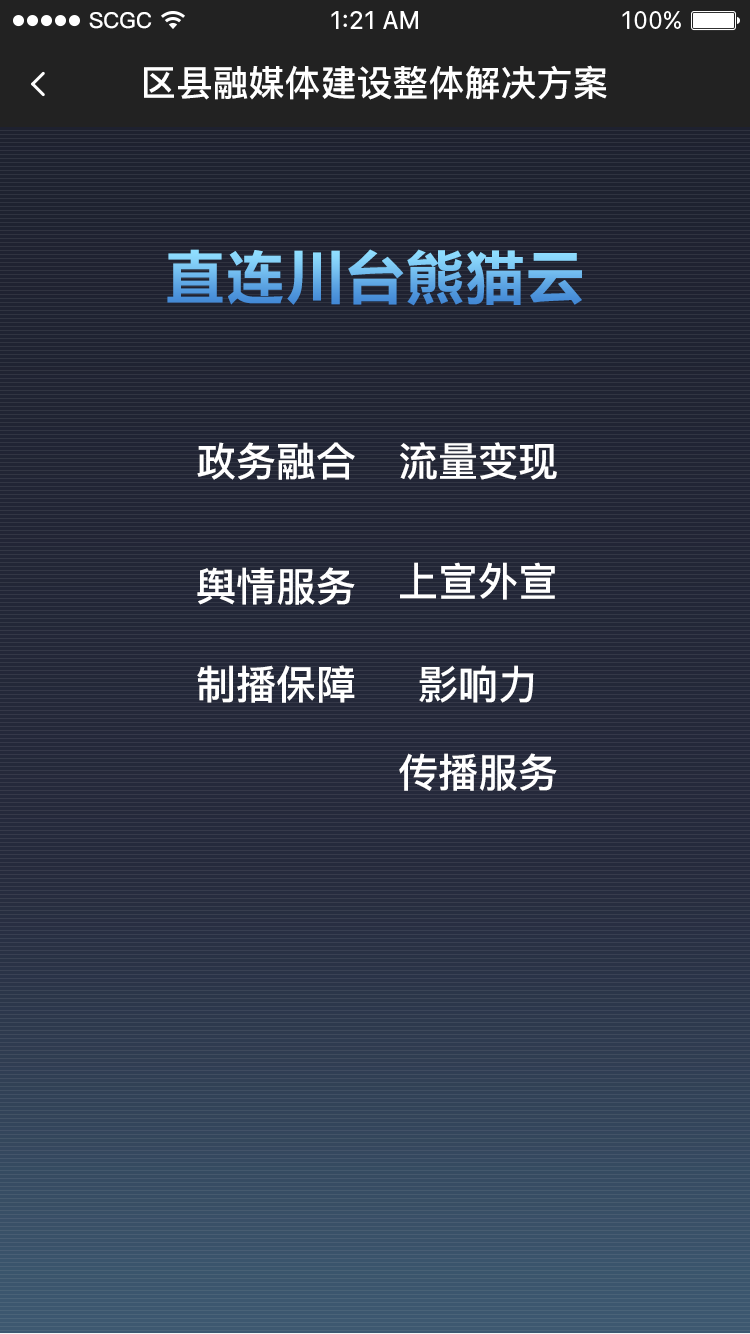 SCGC 1:21 AM 100%
区县融媒体建设整体解决方案
直连川台熊猫云
政务融合 流量变现
舆情服务 上宣外宣
制播保障 影响力
传播服务